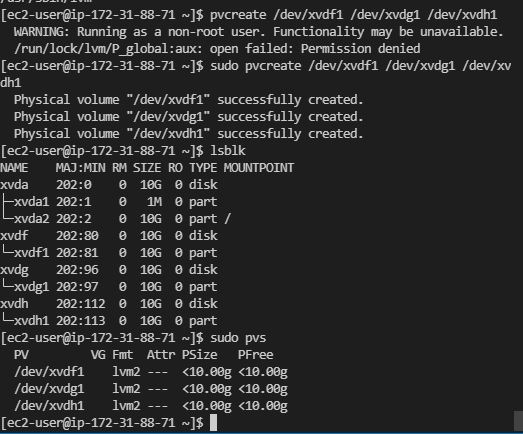 /usr/sbin/lvm
[ec2-user@ip-172-31-88-71 ~]$ pvcreate /dev/xvdf1 /dev/xvdg1 /dev/xvdh1
  WARNING: Running as a non-root user. Functionality may be unavailable.
  /run/lock/lvm/P_global:aux: open failed: Permission denied
[ec2-user@ip-172-31-88-71 ~]$ sudo pvcreate /dev/xvdf1 /dev/xvdg1 /dev/xv
dh1
  Physical volume "/dev/xvdf1" successfully created.
  Physical volume "/dev/xvdg1" successfully created.
  Physical volume "/dev/xvdh1" successfully created.
[ec2-user@ip-172-31-88-71 ~]$ lsblk
NAME    MAJ:MIN RM SIZE RO TYPE MOUNTPOINT
xvda    202:0    0  10G  0 disk
├─xvda1 202:1    0   1M  0 part
└─xvda2 202:2    0  10G  0 part /
xvdf    202:80   0  10G  0 disk
└─xvdf1 202:81   0  10G  0 part
xvdg    202:96   0  10G  0 disk
└─xvdg1 202:97   0  10G  0 part
xvdh    202:112  0  10G  0 disk
└─xvdh1 202:113  0  10G  0 part
[ec2-user@ip-172-31-88-71 ~]$ sudo pvs
  PV         VG Fmt  Attr PSize   PFree
  /dev/xvdf1    lvm2 ---  <10.00g <10.00g
  /dev/xvdg1    lvm2 ---  <10.00g <10.00g
  /dev/xvdh1    lvm2 ---  <10.00g <10.00g
[ec2-user@ip-172-31-88-71 ~]$